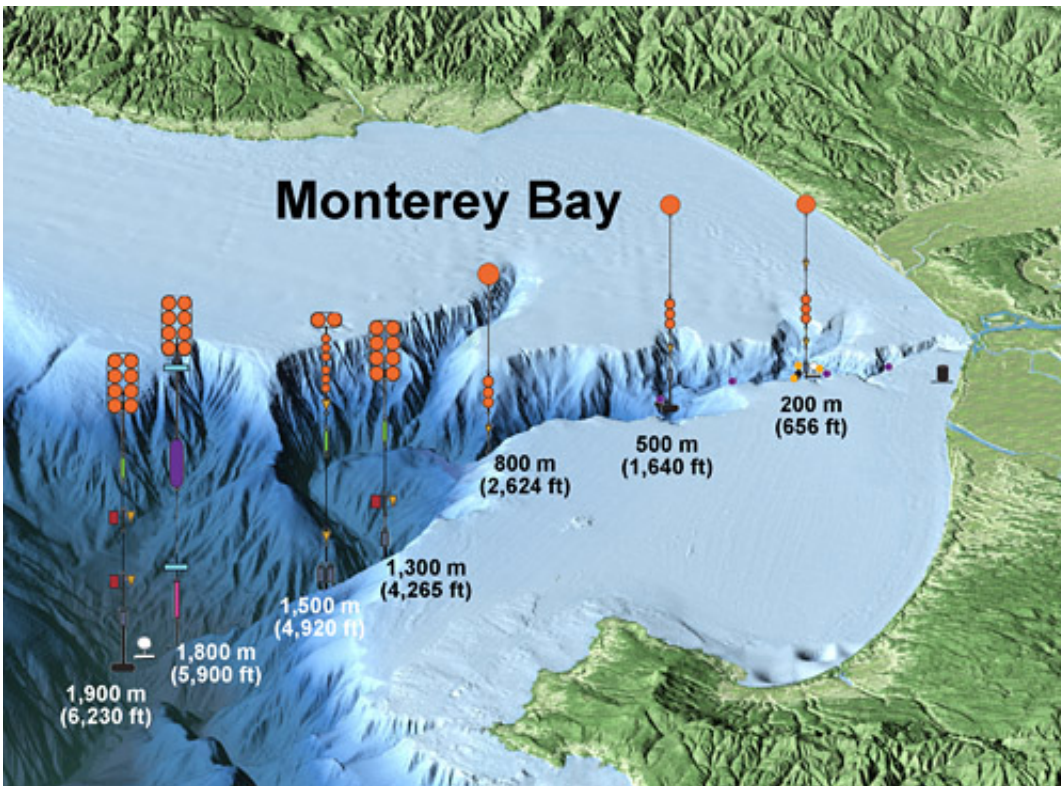 Monterey Bay
200 m
(656 ft)
500 m
(1,640 ft)
800 m
(2,624 ft)
1,300 m
(4,265 ft)
1,500 m
(4,920 ft)
1,800 m
(5,900 ft)
1,900 m
(6,230 ft)